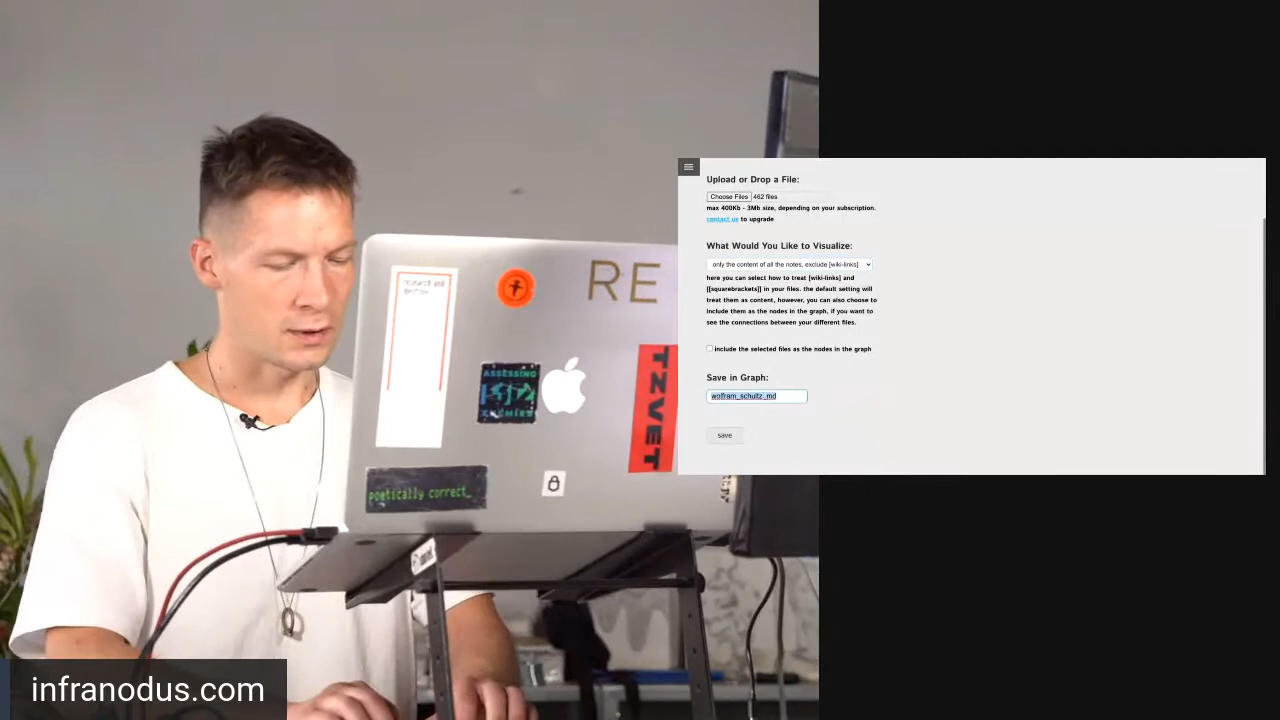 Upload or Drop a File:
Choose Files 462 files
max 400Kb - 3Mb size, depending on your subscription.
contact us to upgrade
What Would You Like to Visualize:
only the content of all the notes, exclude [wiki-links]
here you can select how to treat [wiki-links] and
[[squarebrackets]] in your files. the default setting will
treat them as content, however, you can also choose to
include them as the nodes in the graph, if you want to
see the connections between your different files.
include the selected files as the nodes in the graph
Save in Graph:
wolfram_schultz_md
save
RE
research and
ASSESSING
TZVET
poetically correct_
infranodus.com